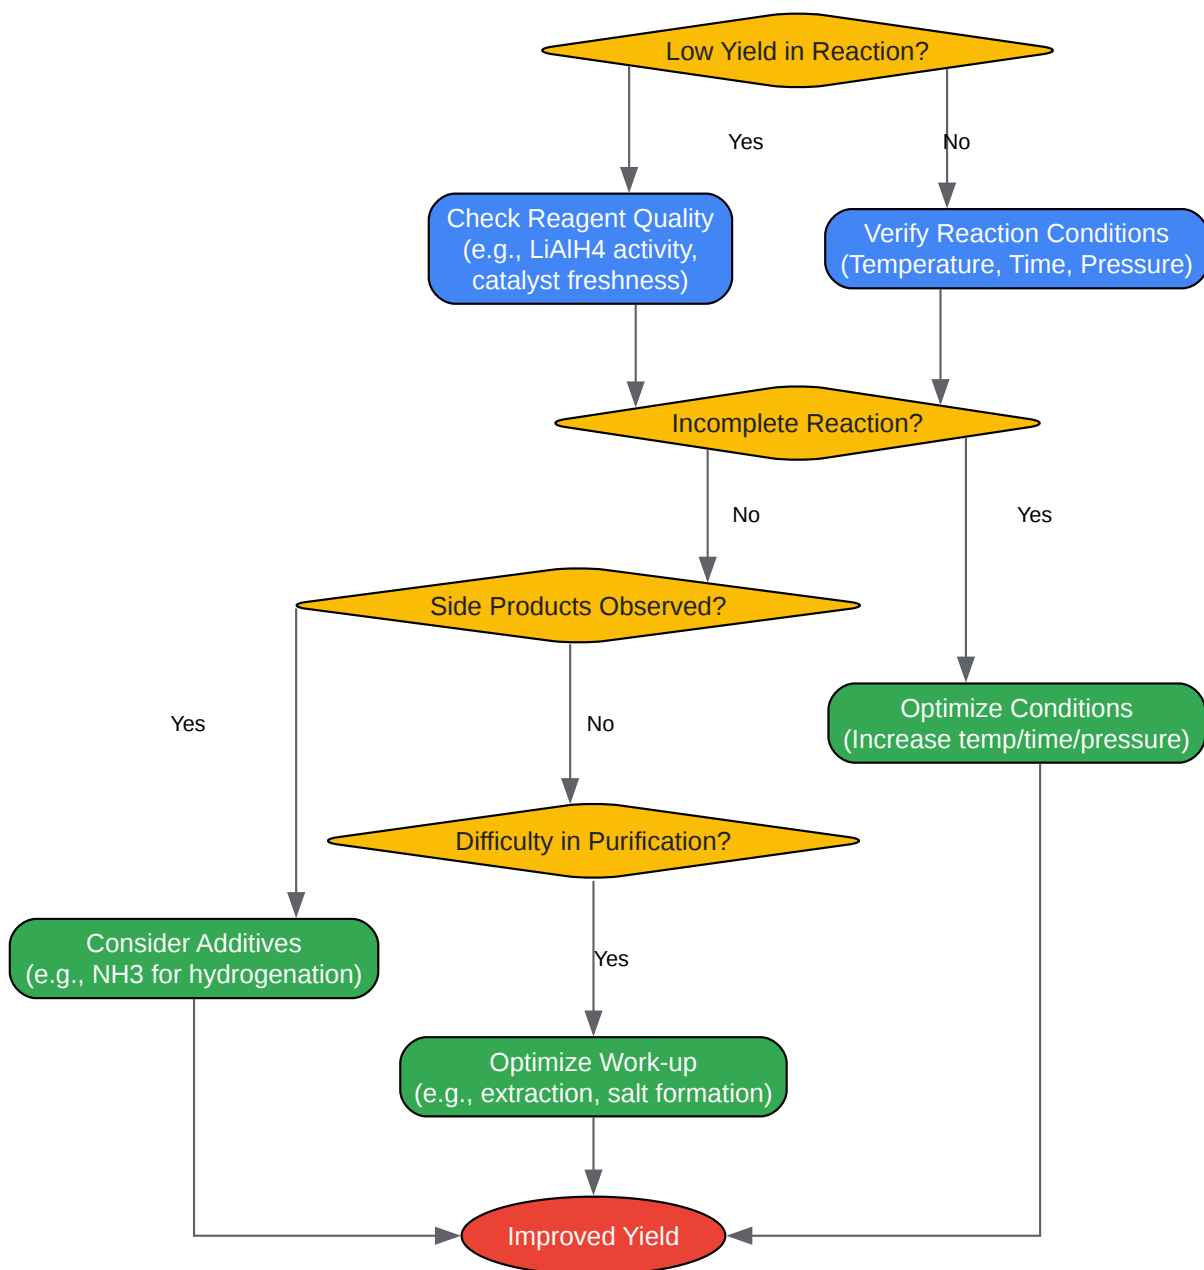 Low Yield in Reaction?
Yes
No
Check Reagent Quality
(e.g., LiAlH4 activity,
catalyst freshness)
Verify Reaction Conditions
(Temperature, Time, Pressure)
Incomplete Reaction?
No
Yes
Side Products Observed?
Yes
No
Optimize Conditions
(Increase temp/time/pressure)
Difficulty in Purification?
Consider Additives
(e.g., NH3 for hydrogenation)
Yes
Optimize Work-up
(e.g., extraction, salt formation)
Improved Yield